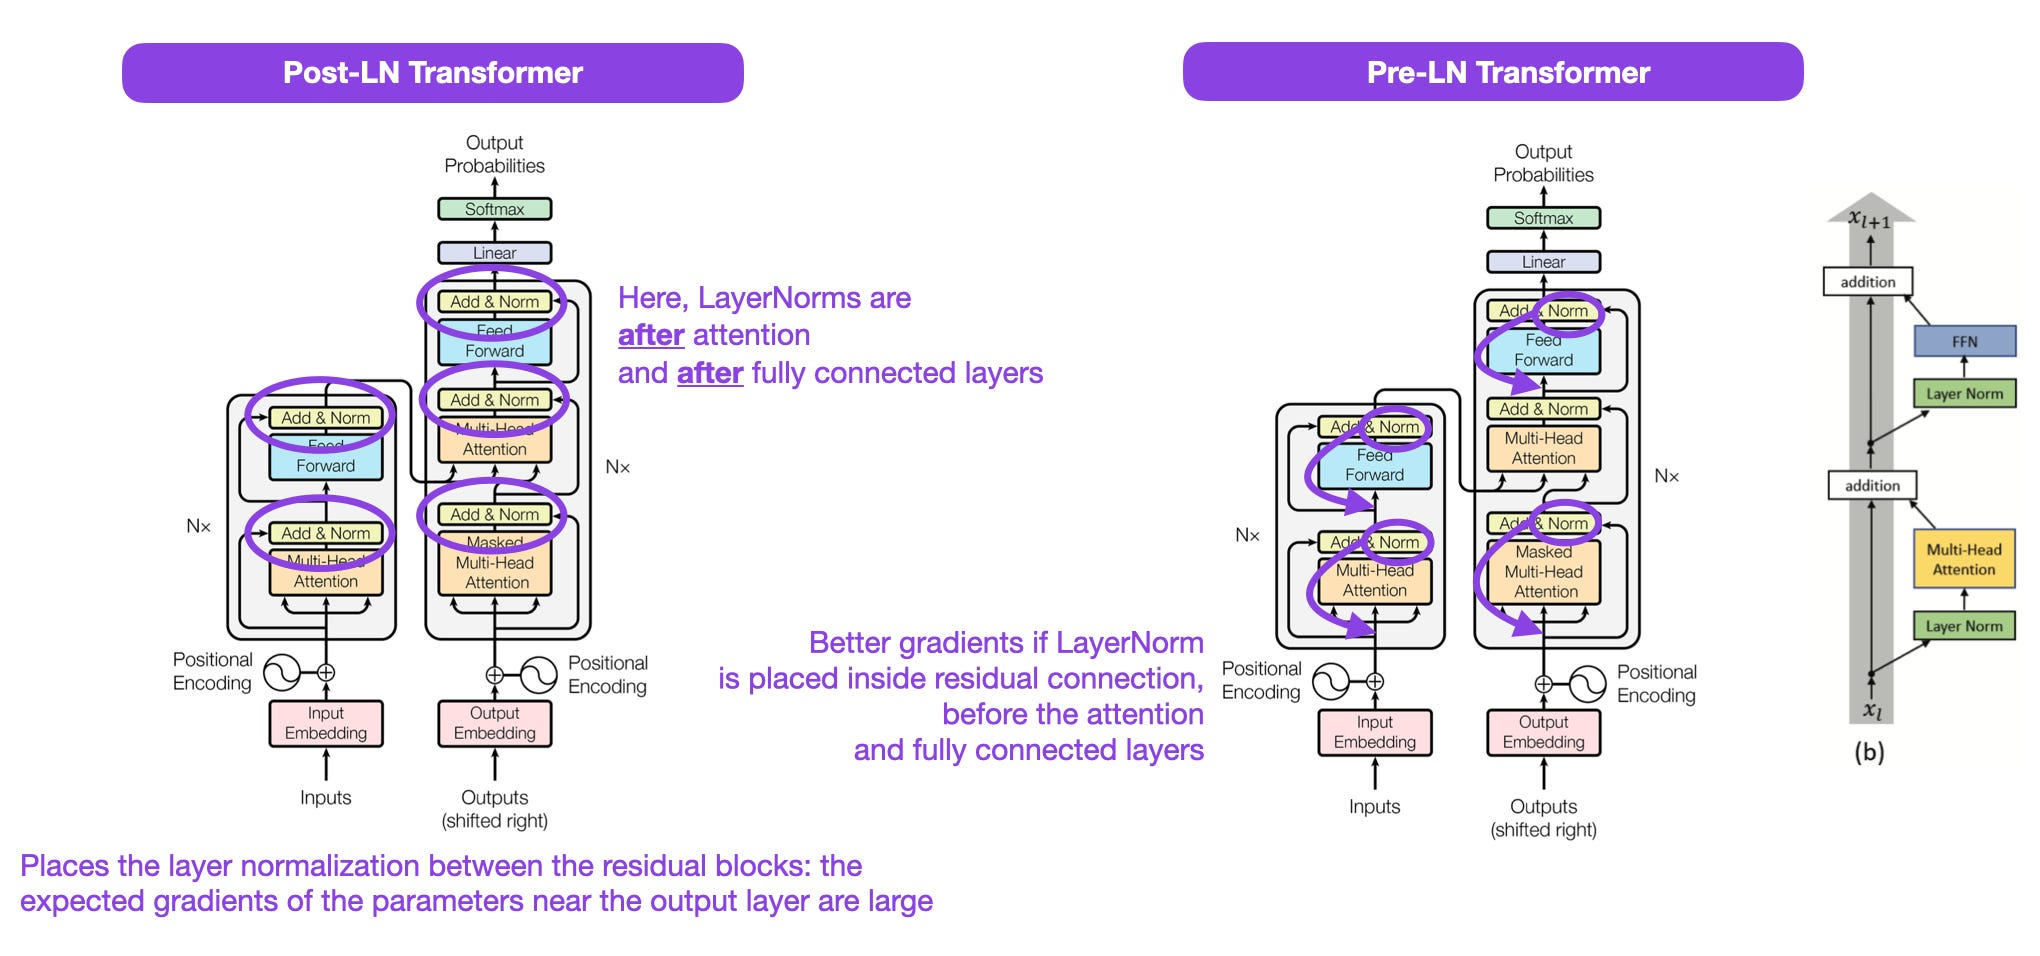 Post-LN Transformer
Output
Probabilities
Softmax
Linear
Add & Norm
Feed
Forward
Add & Norm
Multi-Head
Attention
Add & Norm
Masked
Multi-Head
Attention
Nx
Add & Norm
Feed
Forward
Add & Norm
Multi-Head
Attention
Nx
Positional
Encoding
Positional
Encoding
Input
Embedding
Output
Embedding
Inputs
Outputs
(shifted right)
Here, LayerNorms are
after attention
and after fully connected layers
Places the layer normalization between the residual blocks: the
expected gradients of the parameters near the output layer are large
Pre-LN Transformer
Output
Probabilities
Softmax
Linear
Add & Norm
Feed
Forward
Add & Norm
Multi-Head
Attention
Add & Norm
Masked
Multi-Head
Attention
Nx
Add & Norm
Feed
Forward
Add & Norm
Multi-Head
Attention
Nx
Positional
Encoding
Positional
Encoding
Input
Embedding
Output
Embedding
Inputs
Outputs
(shifted right)
Better gradients if LayerNorm
is placed inside residual connection,
before the attention
and fully connected layers
xl+1
addition
FFN
Layer Norm
addition
Multi-Head
Attention
Layer Norm
xl
(b)